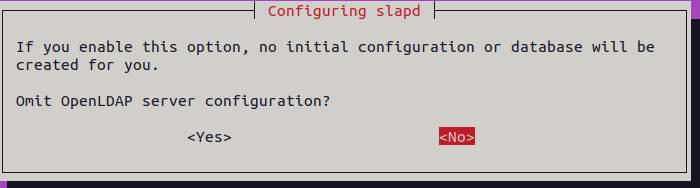 Configuring slapd
If you enable this option, no initial configuration or database will be
created for you.
Omit OpenLDAP server configuration?
<Yes> <No>